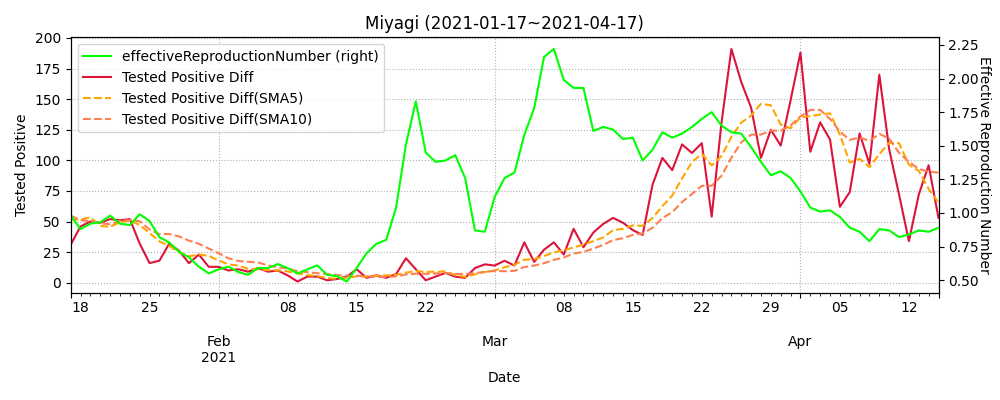 Miyagi (2021-01-17~2021-04-17)
effectiveReproductionNumber (right)
Tested Positive Diff
Tested Positive Diff(SMA5)
Tested Positive Diff(SMA10)
Tested Positive
200
175
150
125
100
75
50
25
0
2.25
2.00
1.75
1.50
1.25
1.00
0.75
0.50
Effective Reproduction Number
18 25 08 15 22 08 15 22 29 05 12
Feb Mar Apr
2021
Date